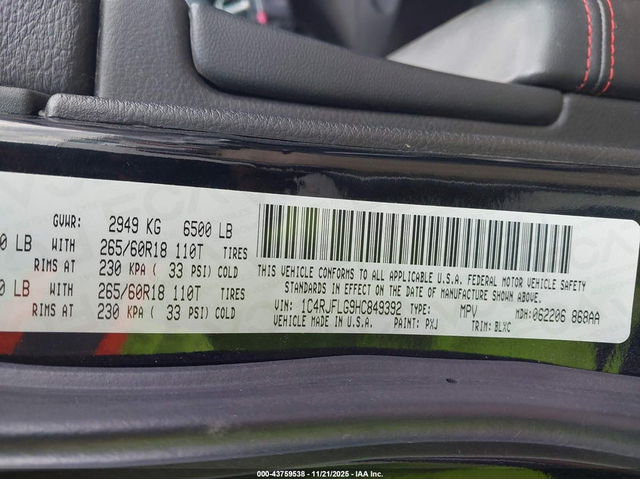 GVWR: 2949 KG 6500 LB
0 LB WITH 265/60R18 110T TIRES
RIMS AT 230 KPA ( 33 PSI) COLD
0 LB WITH 265/60R18 110T TIRES
RIMS AT 230 KPA ( 33 PSI) COLD
THIS VEHICLE CONFORMS TO ALL APPLICABLE U.S.A. FEDERAL MOTOR VEHICLE SAFETY
STANDARDS IN EFFECT ON THE DATE OF MANUFACTURE SHOWN ABOVE.
VIN: 1C4RJFLG9HC849392 TYPE: MPV MDH: 062206 868AA
VEHICLE MADE IN U.S.A. PAINT: PXJ TRIM: BLXC
000-43759538 - 11/21/2025 - IAA Inc.